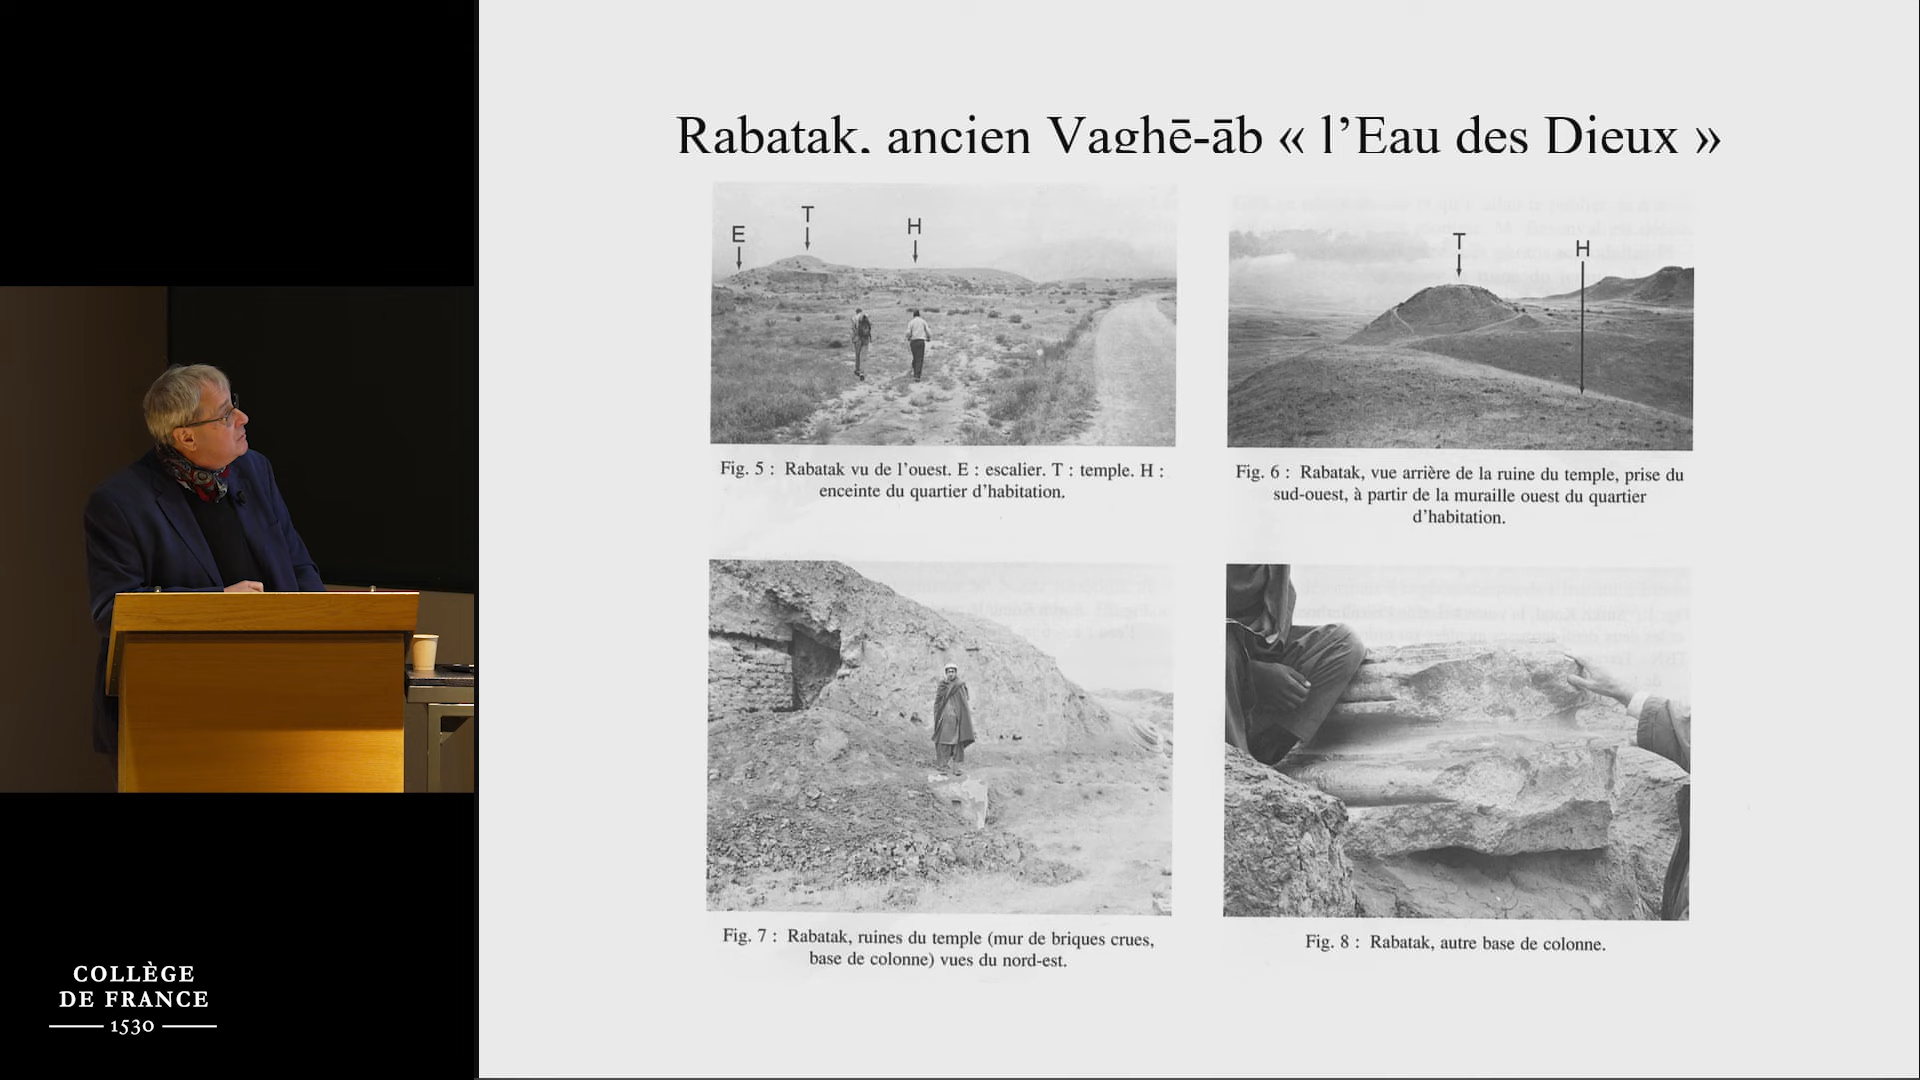 Rabatak, ancien Vaghē-āb « l’Eau des Dieux »
E
T
H
T
H
Fig. 5 : Rabatak vu de l’ouest. E : escalier. T : temple. H :
enceinte du quartier d’habitation.
Fig. 6 : Rabatak, vue arrière de la ruine du temple, prise du
sud-ouest, à partir de la muraille ouest du quartier
d’habitation.
Fig. 7 : Rabatak, ruines du temple (mur de briques crues,
base de colonne) vues du nord-est.
Fig. 8 : Rabatak, autre base de colonne.
COLLÈGE
DE FRANCE
1530